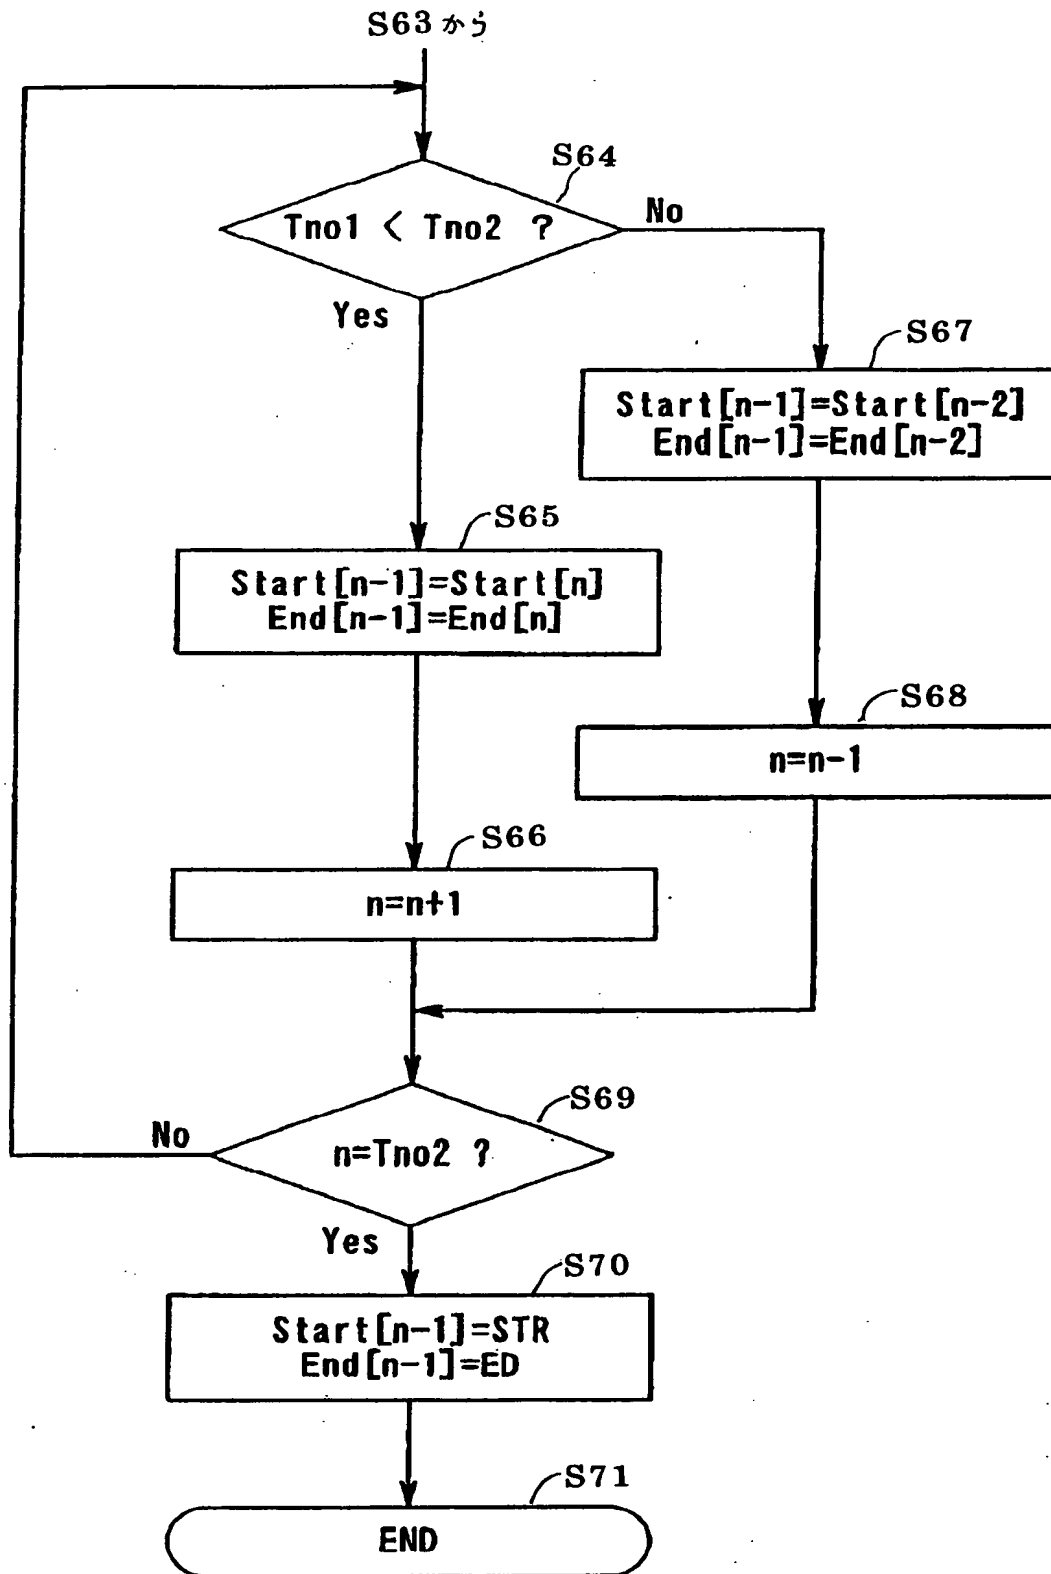 S63から
S64
Tno1 < Tno2 ?
No
Yes
S67
Start[n-1]=Start[n-2]
End[n-1]=End[n-2]
S65
Start[n-1]=Start[n]
End[n-1]=End[n]
S68
n=n-1
S66
n=n+1
S69
No
n=Tno2 ?
Yes
S70
Start[n-1]=STR
End[n-1]=ED
S71
END